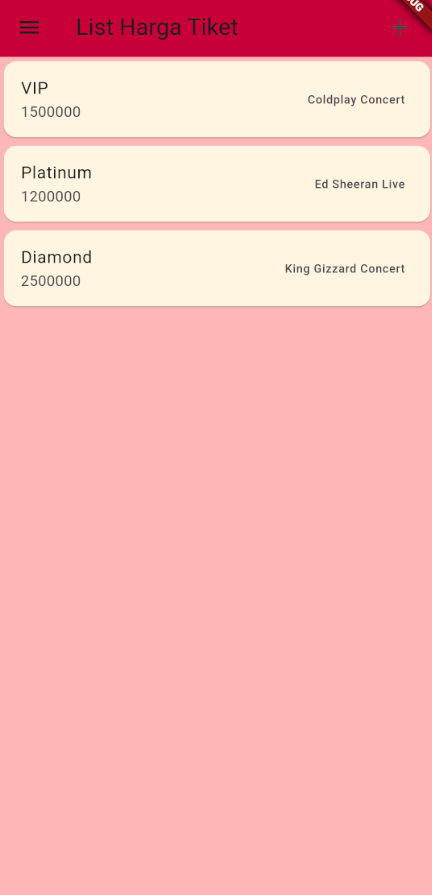 List Harga Tiket
VIP
1500000
Coldplay Concert
Platinum
1200000
Ed Sheeran Live
Diamond
2500000
King Gizzard Concert